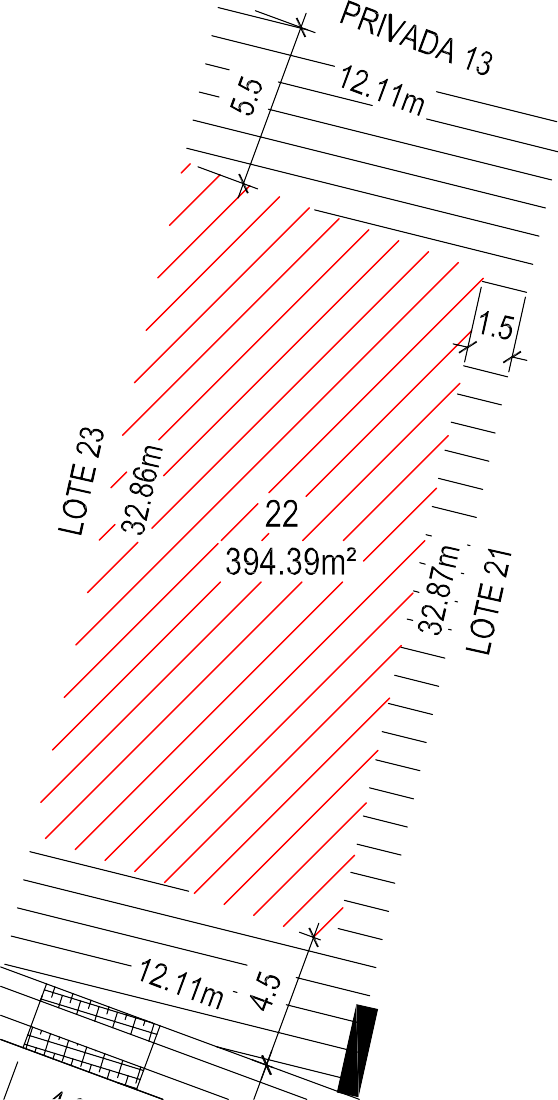 PRIVADA 13
12.11m
5.5
1.5
LOTE 23
32.86m
22
394.39m²
32.87m
LOTE 21
12.11m
4.5